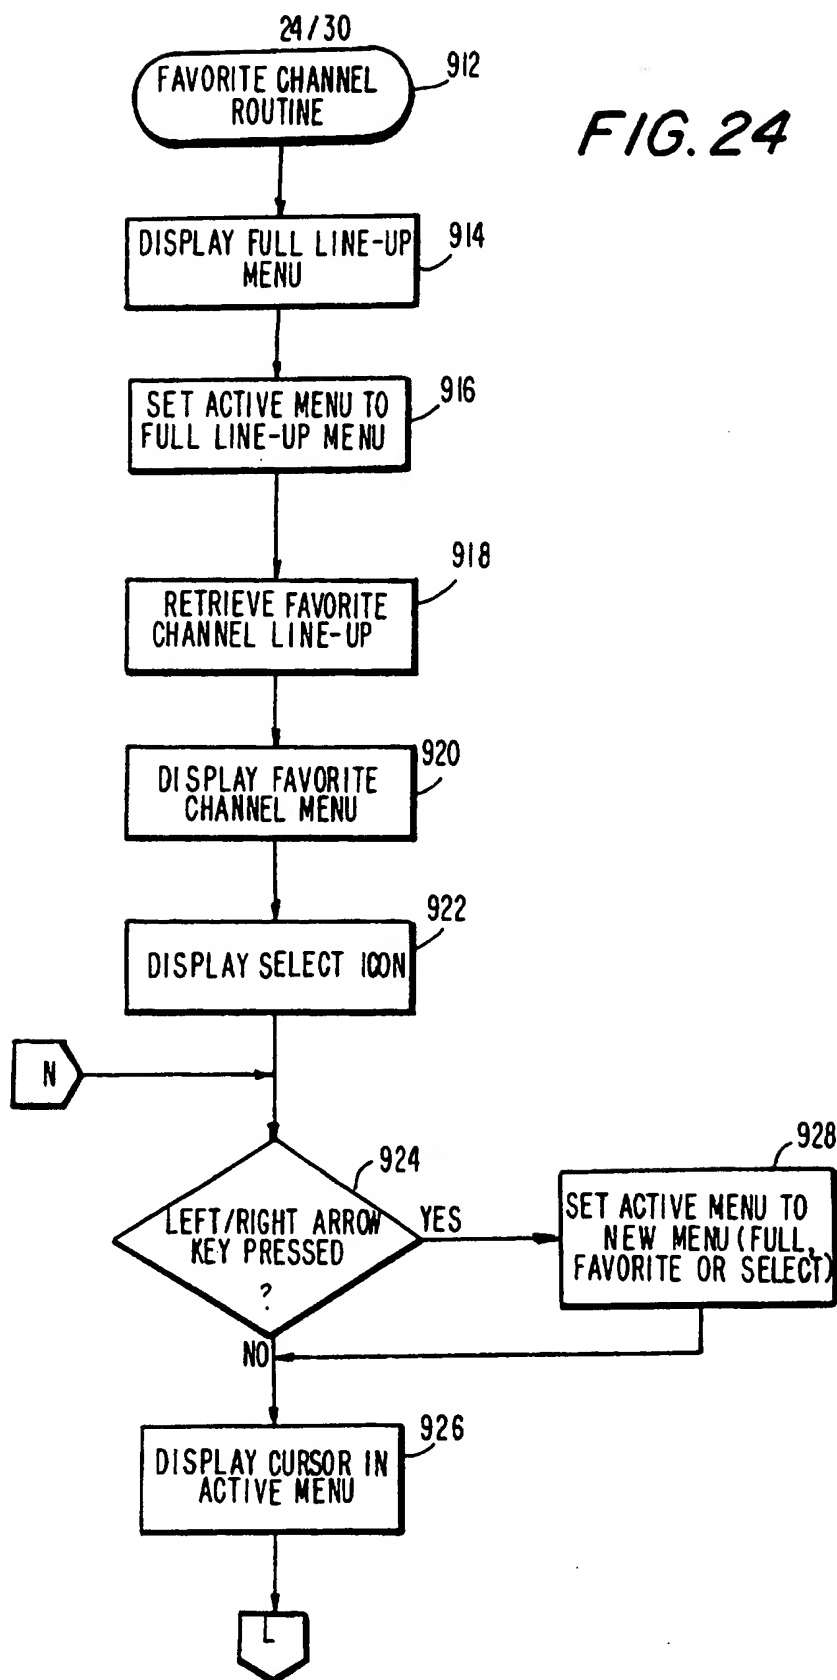 24/30
FAVORITE CHANNEL
ROUTINE
912
FIG. 24
DISPLAY FULL LINE-UP
MENU
914
SET ACTIVE MENU TO
FULL LINE-UP MENU
916
RETRIEVE FAVORITE
CHANNEL LINE-UP
918
DISPLAY FAVORITE
CHANNEL MENU
920
DISPLAY SELECT ICON
922
N
LEFT/RIGHT ARROW
KEY PRESSED
?
924
YES
SET ACTIVE MENU TO
NEW MENU (FULL,
FAVORITE OR SELECT)
928
NO
DISPLAY CURSOR IN
ACTIVE MENU
926
L